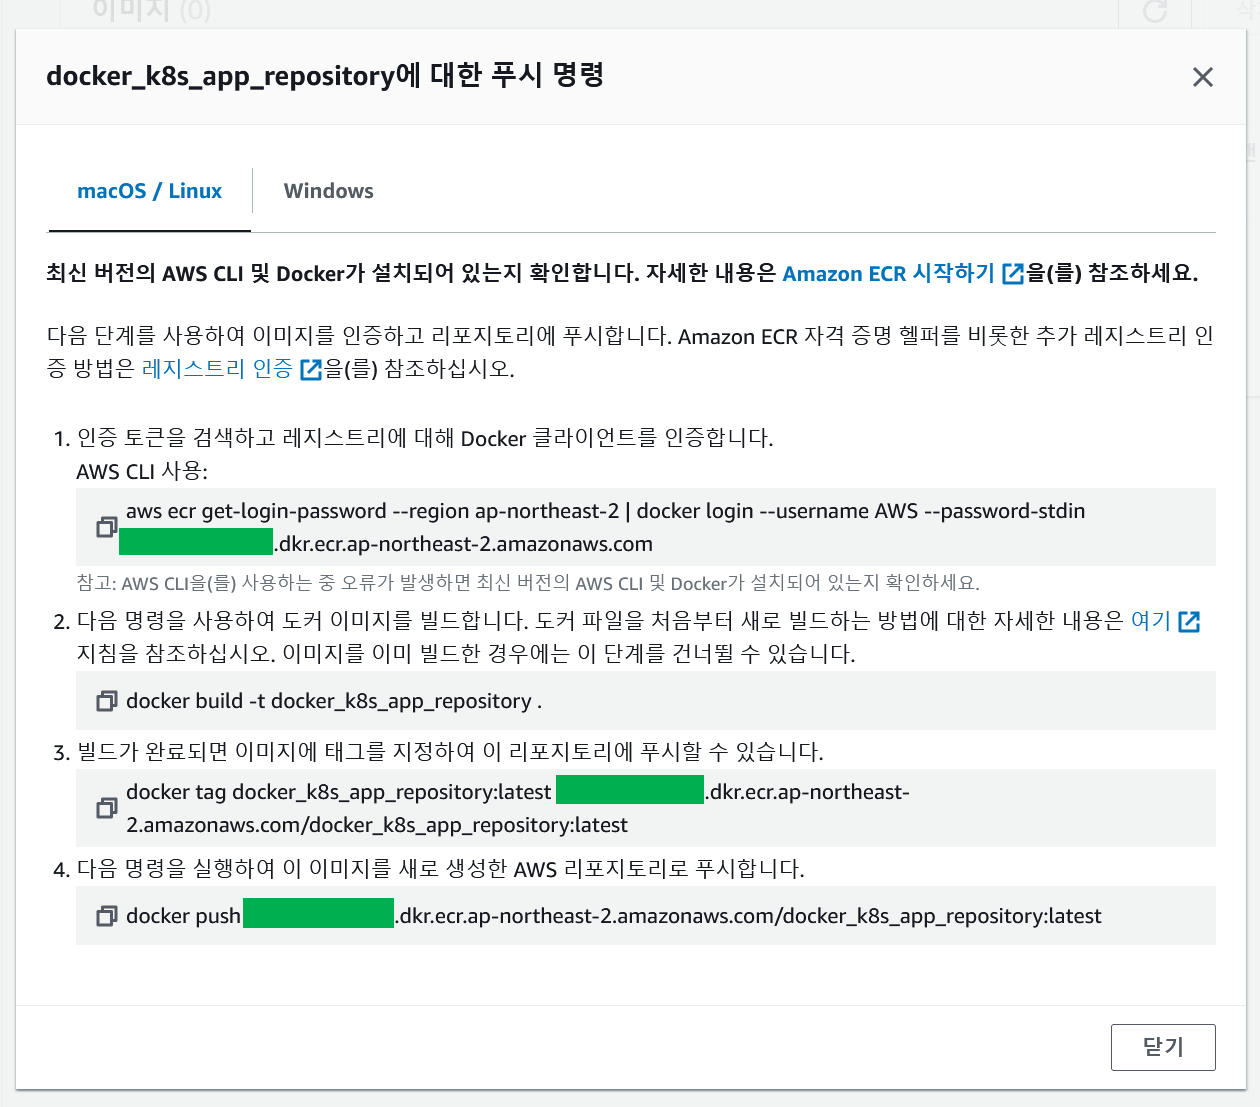 이미지 (0)
docker_k8s_app_repository에 대한 푸시 명령
macOS / Linux
Windows
최신 버전의 AWS CLI 및 Docker가 설치되어 있는지 확인합니다. 자세한 내용은 Amazon ECR 시작하기 을(를) 참조하세요.
다음 단계를 사용하여 이미지를 인증하고 리포지토리에 푸시합니다. Amazon ECR 자격 증명 헬퍼를 비롯한 추가 레지스트리 인
증 방법은 레지스트리 인증 을(를) 참조하십시오.
1. 인증 토큰을 검색하고 레지스트리에 대해 Docker 클라이언트를 인증합니다.
AWS CLI 사용:
aws ecr get-login-password --region ap-northeast-2 | docker login --username AWS --password-stdin
.dkr.ecr.ap-northeast-2.amazonaws.com
참고: AWS CLI을(를) 사용하는 중 오류가 발생하면 최신 버전의 AWS CLI 및 Docker가 설치되어 있는지 확인하세요.
2. 다음 명령을 사용하여 도커 이미지를 빌드합니다. 도커 파일을 처음부터 새로 빌드하는 방법에 대한 자세한 내용은 여기
지침을 참조하십시오. 이미지를 이미 빌드한 경우에는 이 단계를 건너뛸 수 있습니다.
docker build -t docker_k8s_app_repository .
3. 빌드가 완료되면 이미지에 태그를 지정하여 이 리포지토리에 푸시할 수 있습니다.
docker tag docker_k8s_app_repository:latest .dkr.ecr.ap-northeast-
2.amazonaws.com/docker_k8s_app_repository:latest
4. 다음 명령을 실행하여 이 이미지를 새로 생성한 AWS 리포지토리로 푸시합니다.
docker push .dkr.ecr.ap-northeast-2.amazonaws.com/docker_k8s_app_repository:latest
닫기